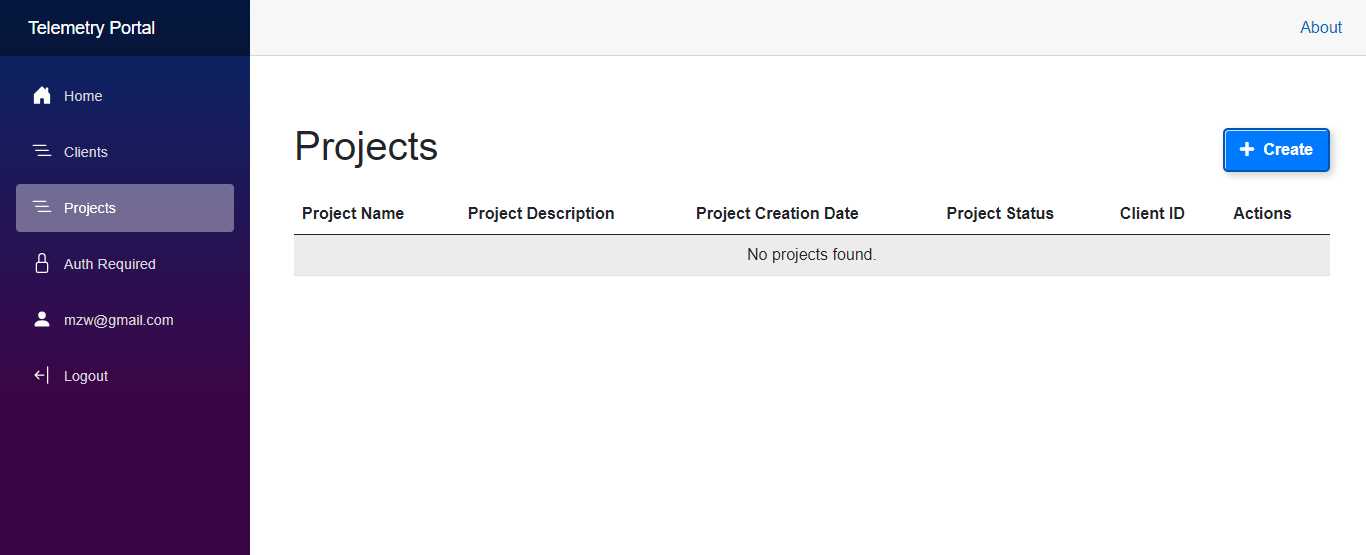 Telemetry Portal
About
Home
Clients
Projects
Auth Required
mzw@gmail.com
Logout
Projects
Create
Project Name Project Description Project Creation Date Project Status Client ID Actions
No projects found.